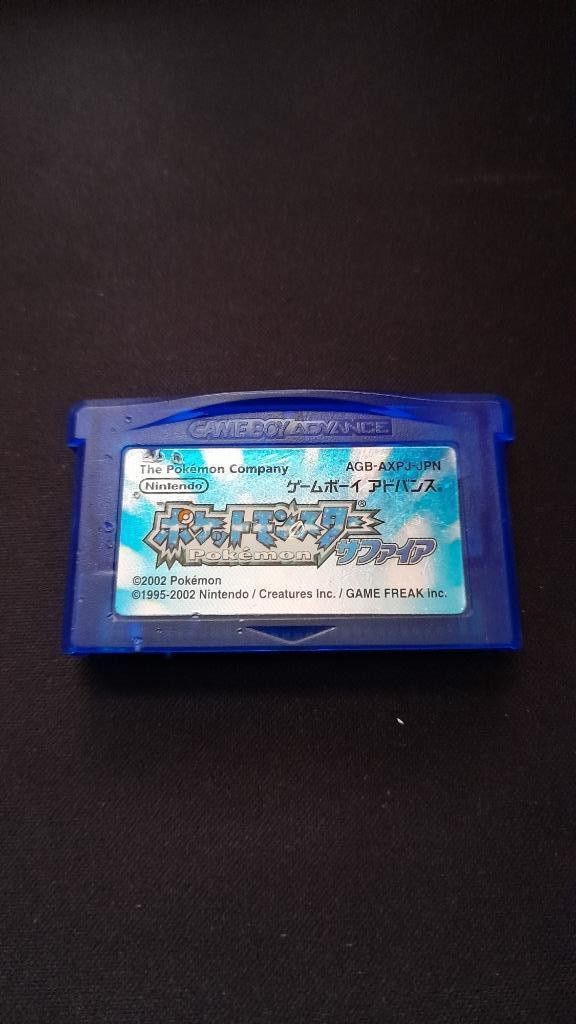 GAME BOY ADVANCE
The Pokémon Company AGB-AXPJ-JPN
Nintendo ゲームボーイ アドバンス®
ポケットモンスター®
Pokémon サファイア
©2002 Pokémon
©1995-2002 Nintendo / Creatures inc. / GAME FREAK inc.